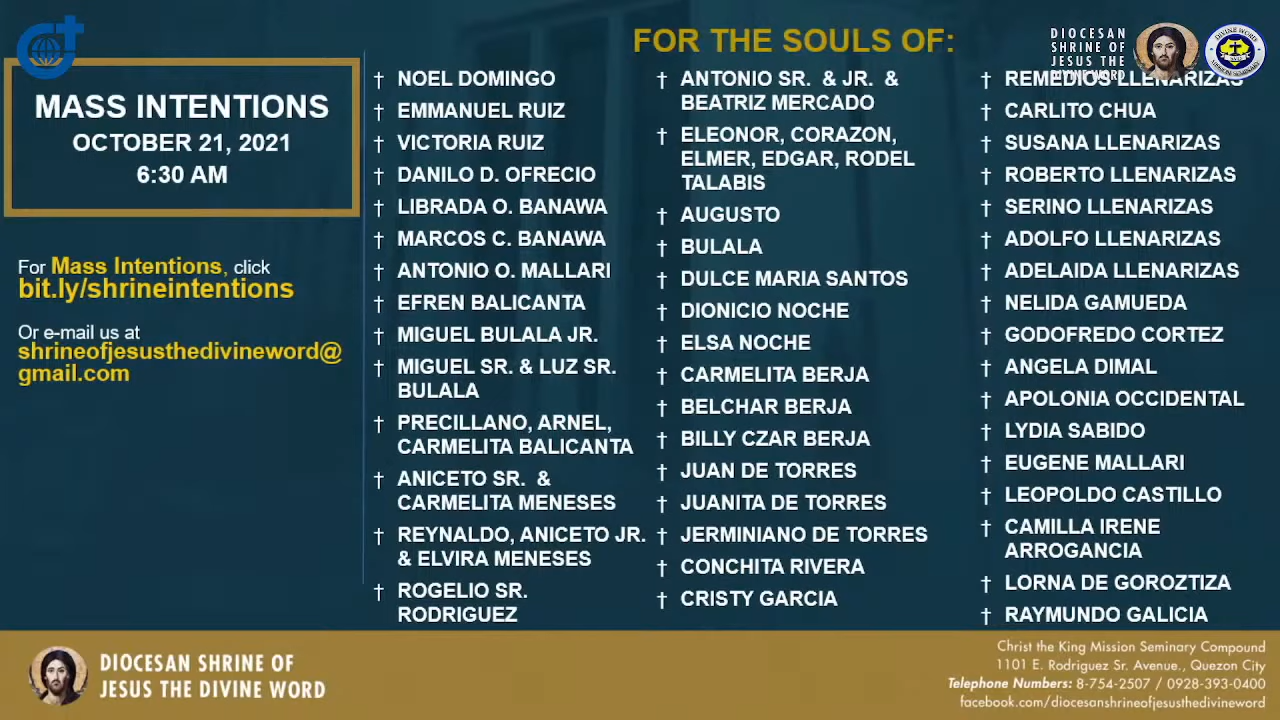 MASS INTENTIONS
OCTOBER 21, 2021
6:30 AM
For Mass Intentions, click
bit.ly/shrineintentions
Or e-mail us at
shrineofjesusthedivineword@
gmail.com
FOR THE SOULS OF:
† NOEL DOMINGO
† EMMANUEL RUIZ
† VICTORIA RUIZ
† DANILO D. OFRECIO
† LIBRADA O. BANAWA
† MARCOS C. BANAWA
† ANTONIO O. MALLARI
† EFREN BALICANTA
† MIGUEL BULALA JR.
† MIGUEL SR. & LUZ SR.
BULALA
† PRECILLANO, ARNEL,
CARMELITA BALICANTA
† ANICETO SR. &
CARMELITA MENESES
† REYNALDO, ANICETO JR.
& ELVIRA MENESES
† ROGELIO SR.
RODRIGUEZ
† ANTONIO SR. & JR. &
BEATRIZ MERCADO
† ELEONOR, CORAZON,
ELMER, EDGAR, RODEL
TALABIS
† AUGUSTO
† BULALA
† DULCE MARIA SANTOS
† DIONICIO NOCHE
† ELSA NOCHE
† CARMELITA BERJA
† BELCHAR BERJA
† BILLY CZAR BERJA
† JUAN DE TORRES
† JUANITA DE TORRES
† JERMINIANO DE TORRES
† CONCHITA RIVERA
† CRISTY GARCIA
DIOCESAN
SHRINE OF
JESUS THE
DIVINE WORD
† REMEDIOS LLENARIZAS
† CARLITO CHUA
† SUSANA LLENARIZAS
† ROBERTO LLENARIZAS
† SERINO LLENARIZAS
† ADOLFO LLENARIZAS
† ADELAIDA LLENARIZAS
† NELIDA GAMUEDA
† GODOFREDO CORTEZ
† ANGELA DIMAL
† APOLONIA OCCIDENTAL
† LYDIA SABIDO
† EUGENE MALLARI
† LEOPOLDO CASTILLO
† CAMILLA IRENE
ARROGANCIA
† LORNA DE GOROZTIZA
† RAYMUNDO GALICIA
DIOCESAN SHRINE OF
JESUS THE DIVINE WORD
Christ the King Mission Seminary Compound
1101 E. Rodriguez Sr. Avenue., Quezon City
Telephone Numbers: 8-754-2507 / 0928-393-0400
facebook.com/diocesanshrineofjesusthedivineword